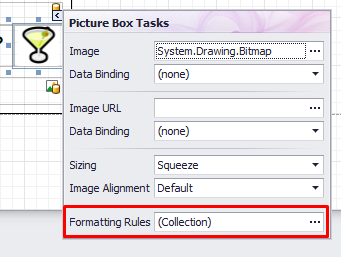 Picture Box Tasks
Image System.Drawing.Bitmap ...
Data Binding (none)
Image URL ...
Data Binding (none)
Sizing Squeeze
Image Alignment Default
Formatting Rules (Collection) ...